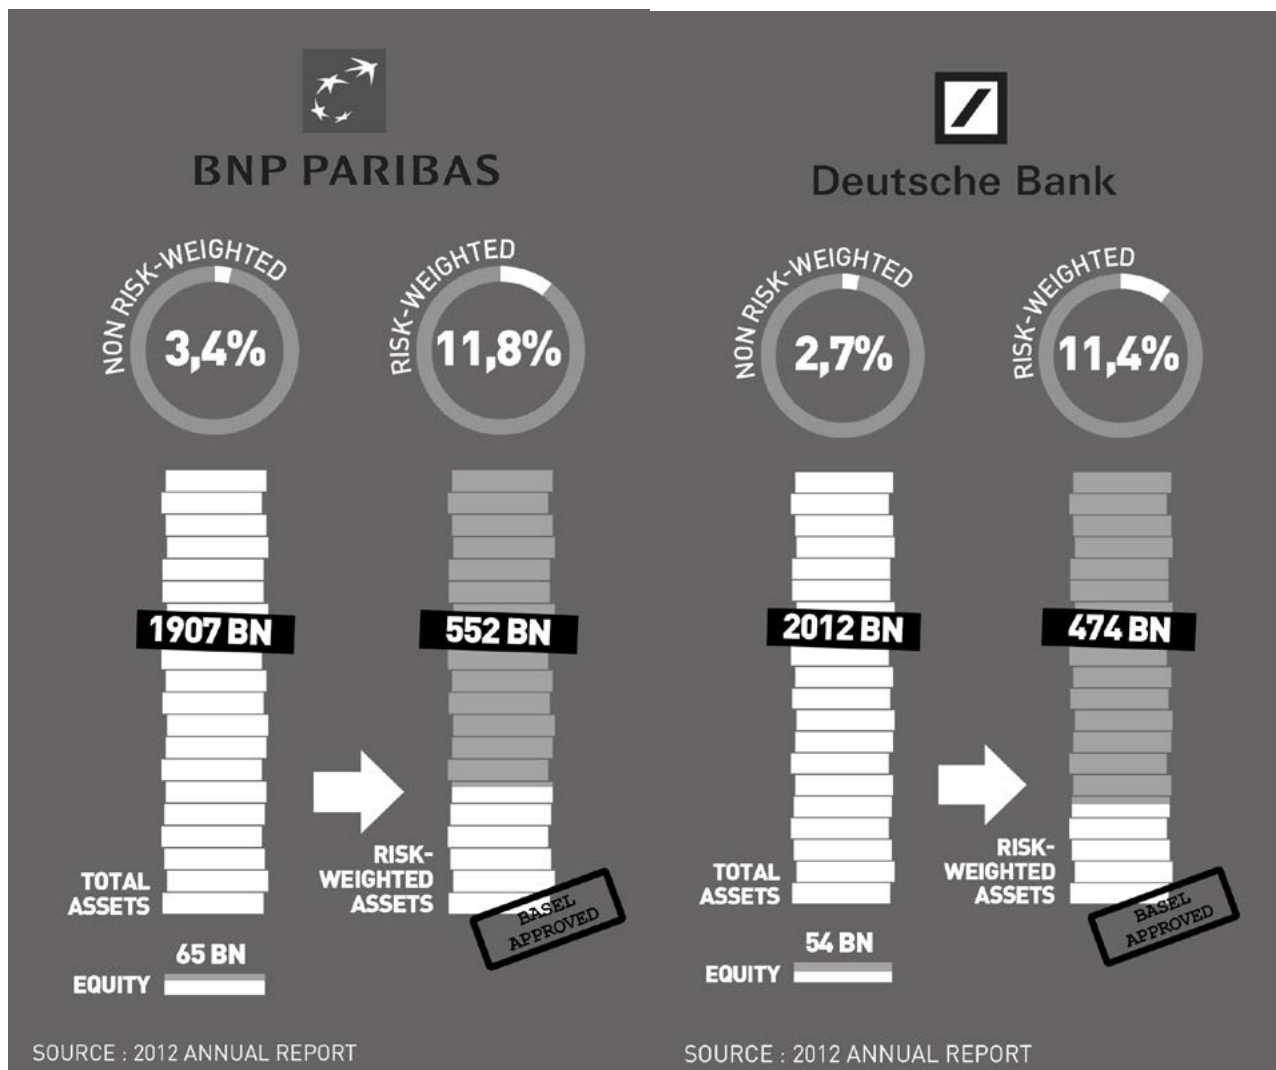 BNP PARIBAS
NON RISK-WEIGHTED
3,4%
RISK-WEIGHTED
11,8%
1907 BN
552 BN
TOTAL
ASSETS
RISK-
WEIGHTED
ASSETS
BASEL
APPROVED
65 BN
EQUITY
SOURCE : 2012 ANNUAL REPORT
Deutsche Bank
NON RISK-WEIGHTED
2,7%
RISK-WEIGHTED
11,4%
2012 BN
474 BN
TOTAL
ASSETS
RISK-
WEIGHTED
ASSETS
BASEL
APPROVED
54 BN
EQUITY
SOURCE : 2012 ANNUAL REPORT